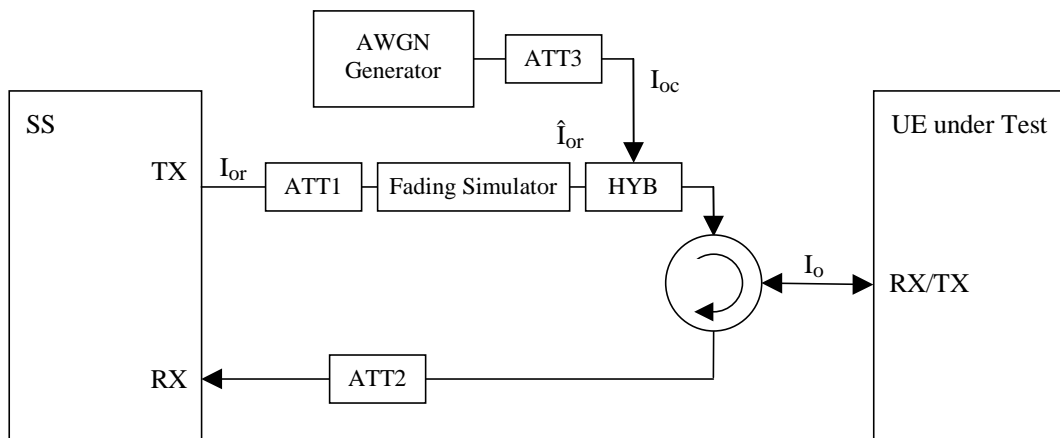 AWGN
Generator
ATT3
I_oc
SS
UE under Test
Î_or
TX
I_or
ATT1
Fading Simulator
HYB
I_o
RX/TX
RX
ATT2